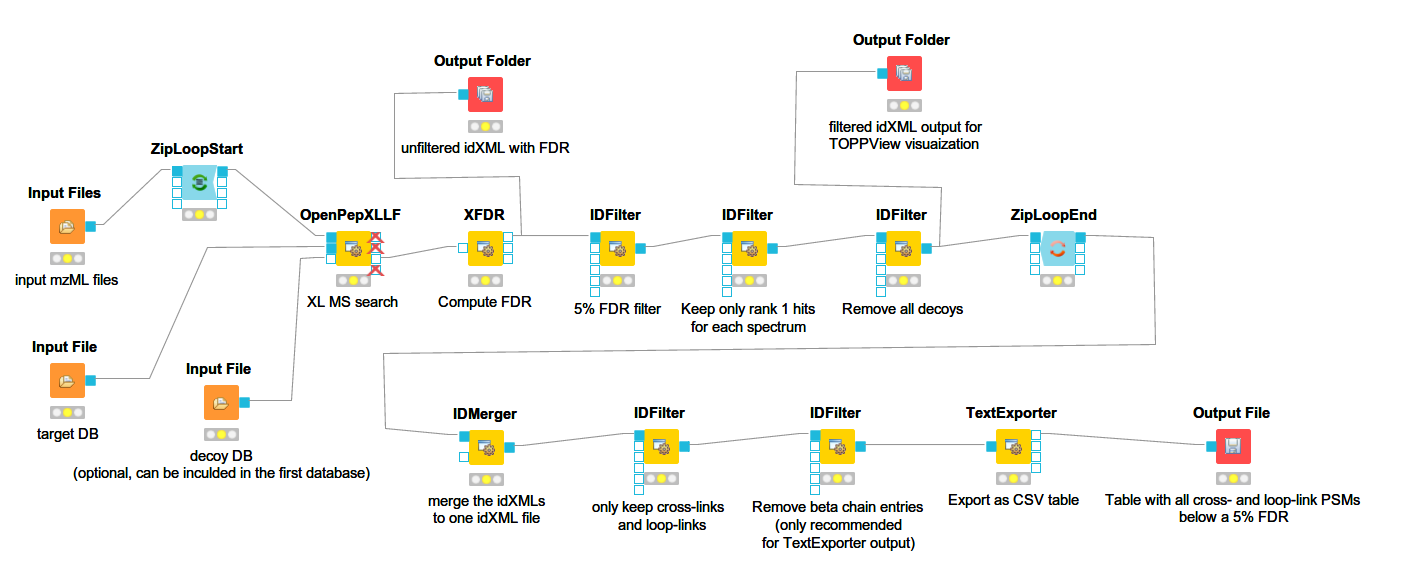 Output Folder
unfiltered idXML with FDR
Output Folder
filtered idXML output for
TOPPView visuaization
ZipLoopStart
Input Files
input mzML files
OpenPepXLLF
XL MS search
XFDR
Compute FDR
IDFilter
5% FDR filter
IDFilter
Keep only rank 1 hits
for each spectrum
IDFilter
Remove all decoys
ZipLoopEnd
Input File
target DB
Input File
decoy DB
(optional, can be inculded in the first database)
IDMerger
merge the idXMLs
to one idXML file
IDFilter
only keep cross-links
and loop-links
IDFilter
Remove beta chain entries
(only recommended
for TextExporter output)
TextExporter
Export as CSV table
Output File
Table with all cross- and loop-link PSMs
below a 5% FDR